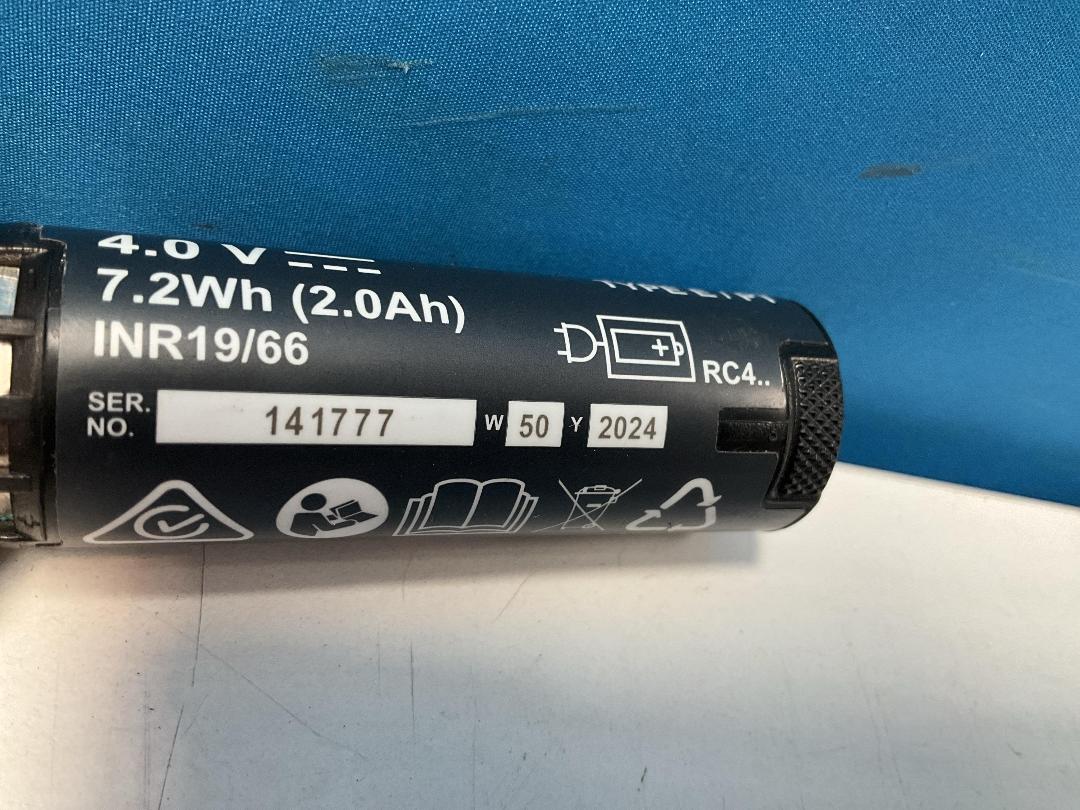 4.0 V
7.2Wh (2.0Ah)
INR19/66
RC4..
SER. NO. 141777 W 50 Y 2024